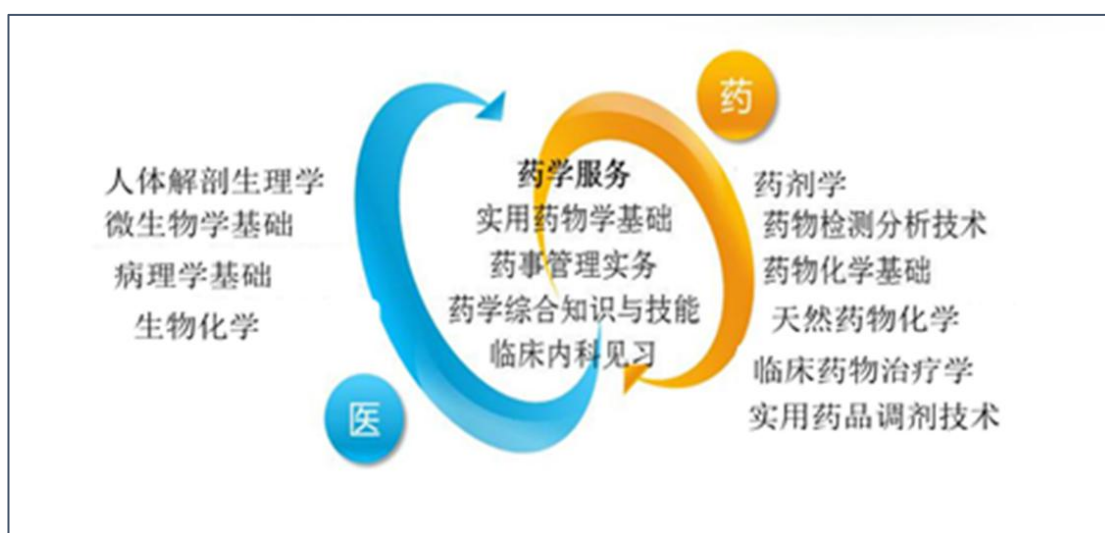 药
人体解剖生理学
微生物学基础
病理学基础
生物化学
医
药学服务
实用药物学基础
药事管理实务
药学综合知识与技能
临床内科见习
药剂学
药物检测分析技术
药物化学基础
天然药物化学
临床药物治疗学
实用药品调剂技术